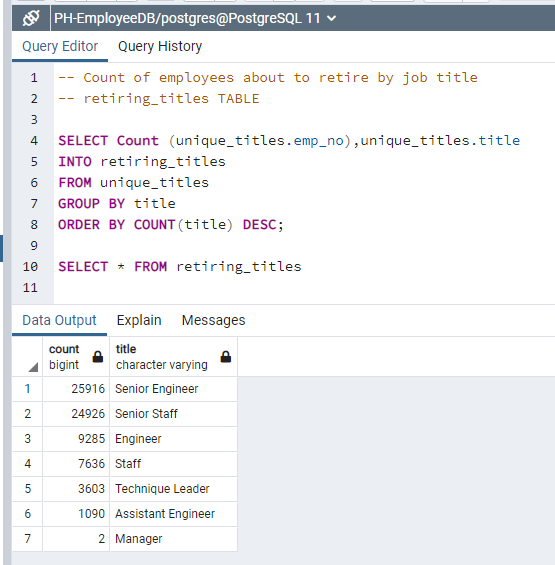 PH-EmployeeDB/postgres@PostgreSQL 11
Query Editor Query History
1 -- Count of employees about to retire by job title
2 -- retiring_titles TABLE
3
4 SELECT Count (unique_titles.emp_no),unique_titles.title
5 INTO retiring_titles
6 FROM unique_titles
7 GROUP BY title
8 ORDER BY COUNT(title) DESC;
9
10 SELECT * FROM retiring_titles
11
Data Output Explain Messages
count title
bigint character varying
1 25916 Senior Engineer
2 24926 Senior Staff
3 9285 Engineer
4 7636 Staff
5 3603 Technique Leader
6 1090 Assistant Engineer
7 2 Manager